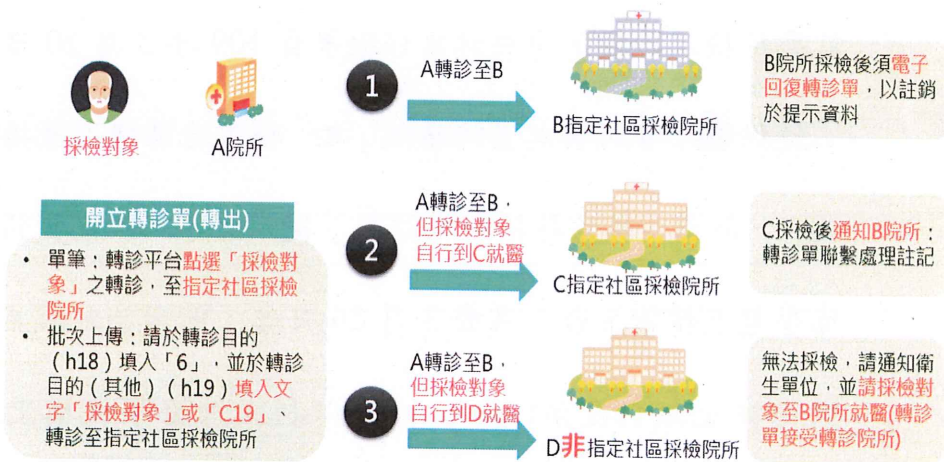 採檢對象
A院所
開立轉診單(轉出)
• 單筆：轉診平台點選「採檢對
象」之轉診，至指定社區採檢
院所
• 批次上傳：請於轉診目的
（h18）填入「6」，並於轉診
目的（其他）（h19）填入文
字「採檢對象」或「C19」、
轉診至指定社區採檢院所
1
A轉診至B
B指定社區採檢院所
B院所採檢後須電子
回復轉診單，以註銷
於提示資料
2
A轉診至B，
但採檢對象
自行到C就醫
C指定社區採檢院所
C採檢後通知B院所：
轉診單聯繫處理註記
3
A轉診至B，
但採檢對象
自行到D就醫
D非指定社區採檢院所
無法採檢，請通知衛
生單位，並請採檢對
象至B院所就醫(轉診
單接受轉診院所)